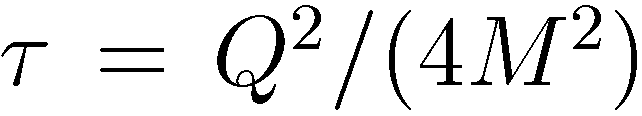 τ = Q²/(4M²)